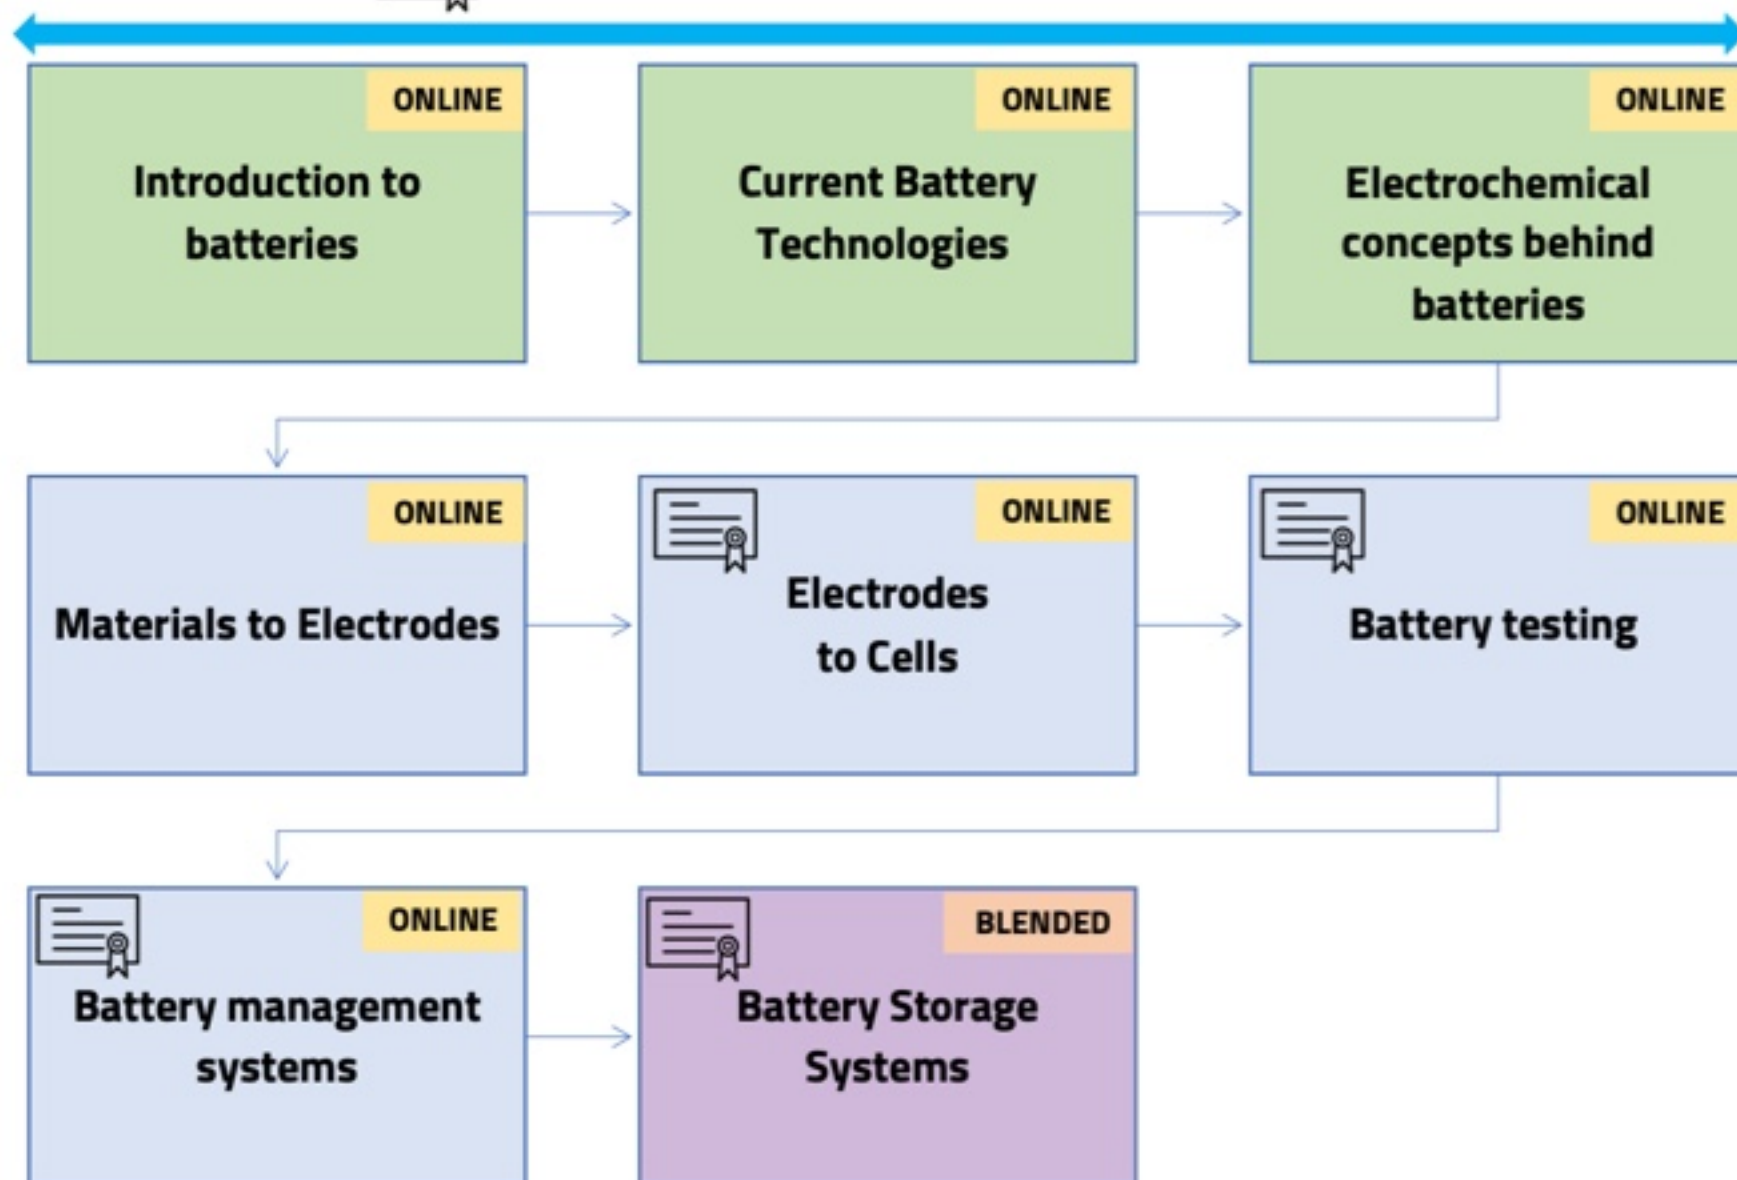 ONLINE
Introduction to
batteries
ONLINE
Current Battery
Technologies
ONLINE
Electrochemical
concepts behind
batteries
ONLINE
Materials to Electrodes
ONLINE
Electrodes
to Cells
ONLINE
Battery testing
ONLINE
Battery management
systems
BLENDED
Battery Storage
Systems